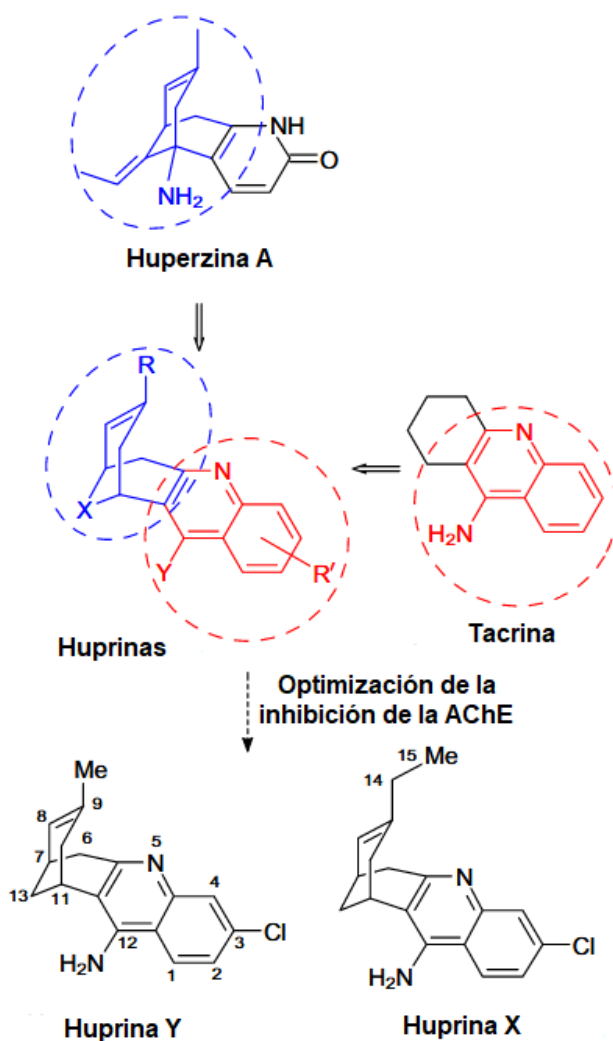 NH
O
NH₂
Huperzina A
R
N
X
Y
R'
Huprinas
N
H₂N
Tacrina
Optimización de la
inhibición de la AChE
Me
8
9
7
6
5
N
4
13
11
12
3
Cl
H₂N
1
2
Huprina Y
15
Me
14
N
Cl
H₂N
Huprina X